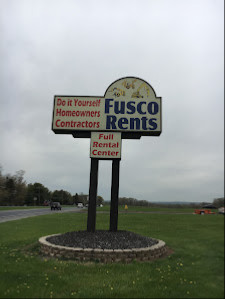 Do it Yourself
Homeowners
Contractors
Fusco
Rents
Full
Rental
Center